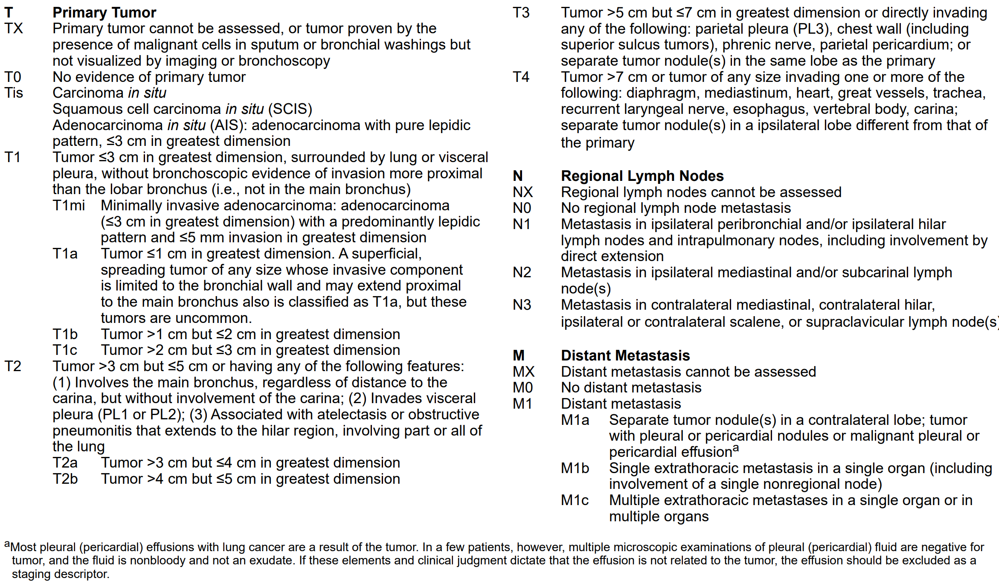 T Primary Tumor
TX Primary tumor cannot be assessed, or tumor proven by the
presence of malignant cells in sputum or bronchial washings but
not visualized by imaging or bronchoscopy
T0 No evidence of primary tumor
Tis Carcinoma in situ
Squamous cell carcinoma in situ (SCIS)
Adenocarcinoma in situ (AIS): adenocarcinoma with pure lepidic
pattern, ≤3 cm in greatest dimension
T1 Tumor ≤3 cm in greatest dimension, surrounded by lung or visceral
pleura, without bronchoscopic evidence of invasion more proximal
than the lobar bronchus (i.e., not in the main bronchus)
T1mi Minimally invasive adenocarcinoma: adenocarcinoma
(≤3 cm in greatest dimension) with a predominantly lepidic
pattern and ≤5 mm invasion in greatest dimension
T1a Tumor ≤1 cm in greatest dimension. A superficial,
spreading tumor of any size whose invasive component
is limited to the bronchial wall and may extend proximal
to the main bronchus also is classified as T1a, but these
tumors are uncommon.
T1b Tumor >1 cm but ≤2 cm in greatest dimension
T1c Tumor >2 cm but ≤3 cm in greatest dimension
T2 Tumor >3 cm but ≤5 cm or having any of the following features:
(1) Involves the main bronchus, regardless of distance to the
carina, but without involvement of the carina; (2) Invades visceral
pleura (PL1 or PL2); (3) Associated with atelectasis or obstructive
pneumonitis that extends to the hilar region, involving part or all of
the lung
T2a Tumor >3 cm but ≤4 cm in greatest dimension
T2b Tumor >4 cm but ≤5 cm in greatest dimension
T3 Tumor >5 cm but ≤7 cm in greatest dimension or directly invading
any of the following: parietal pleura (PL3), chest wall (including
superior sulcus tumors), phrenic nerve, parietal pericardium; or
separate tumor nodule(s) in the same lobe as the primary
T4 Tumor >7 cm or tumor of any size invading one or more of the
following: diaphragm, mediastinum, heart, great vessels, trachea,
recurrent laryngeal nerve, esophagus, vertebral body, carina;
separate tumor nodule(s) in a ipsilateral lobe different from that of
the primary
N Regional Lymph Nodes
NX Regional lymph nodes cannot be assessed
N0 No regional lymph node metastasis
N1 Metastasis in ipsilateral peribronchial and/or ipsilateral hilar
lymph nodes and intrapulmonary nodes, including involvement by
direct extension
N2 Metastasis in ipsilateral mediastinal and/or subcarinal lymph
node(s)
N3 Metastasis in contralateral mediastinal, contralateral hilar,
ipsilateral or contralateral scalene, or supraclavicular lymph node(s)
M Distant Metastasis
MX Distant metastasis cannot be assessed
M0 No distant metastasis
M1 Distant metastasis
M1a Separate tumor nodule(s) in a contralateral lobe; tumor
with pleural or pericardial nodules or malignant pleural or
pericardial effusionᵃ
M1b Single extrathoracic metastasis in a single organ (including
involvement of a single nonregional node)
M1c Multiple extrathoracic metastases in a single organ or in
multiple organs
ᵃMost pleural (pericardial) effusions with lung cancer are a result of the tumor. In a few patients, however, multiple microscopic examinations of pleural (pericardial) fluid are negative for
tumor, and the fluid is nonbloody and not an exudate. If these elements and clinical judgment dictate that the effusion is not related to the tumor, the effusion should be excluded as a
staging descriptor.